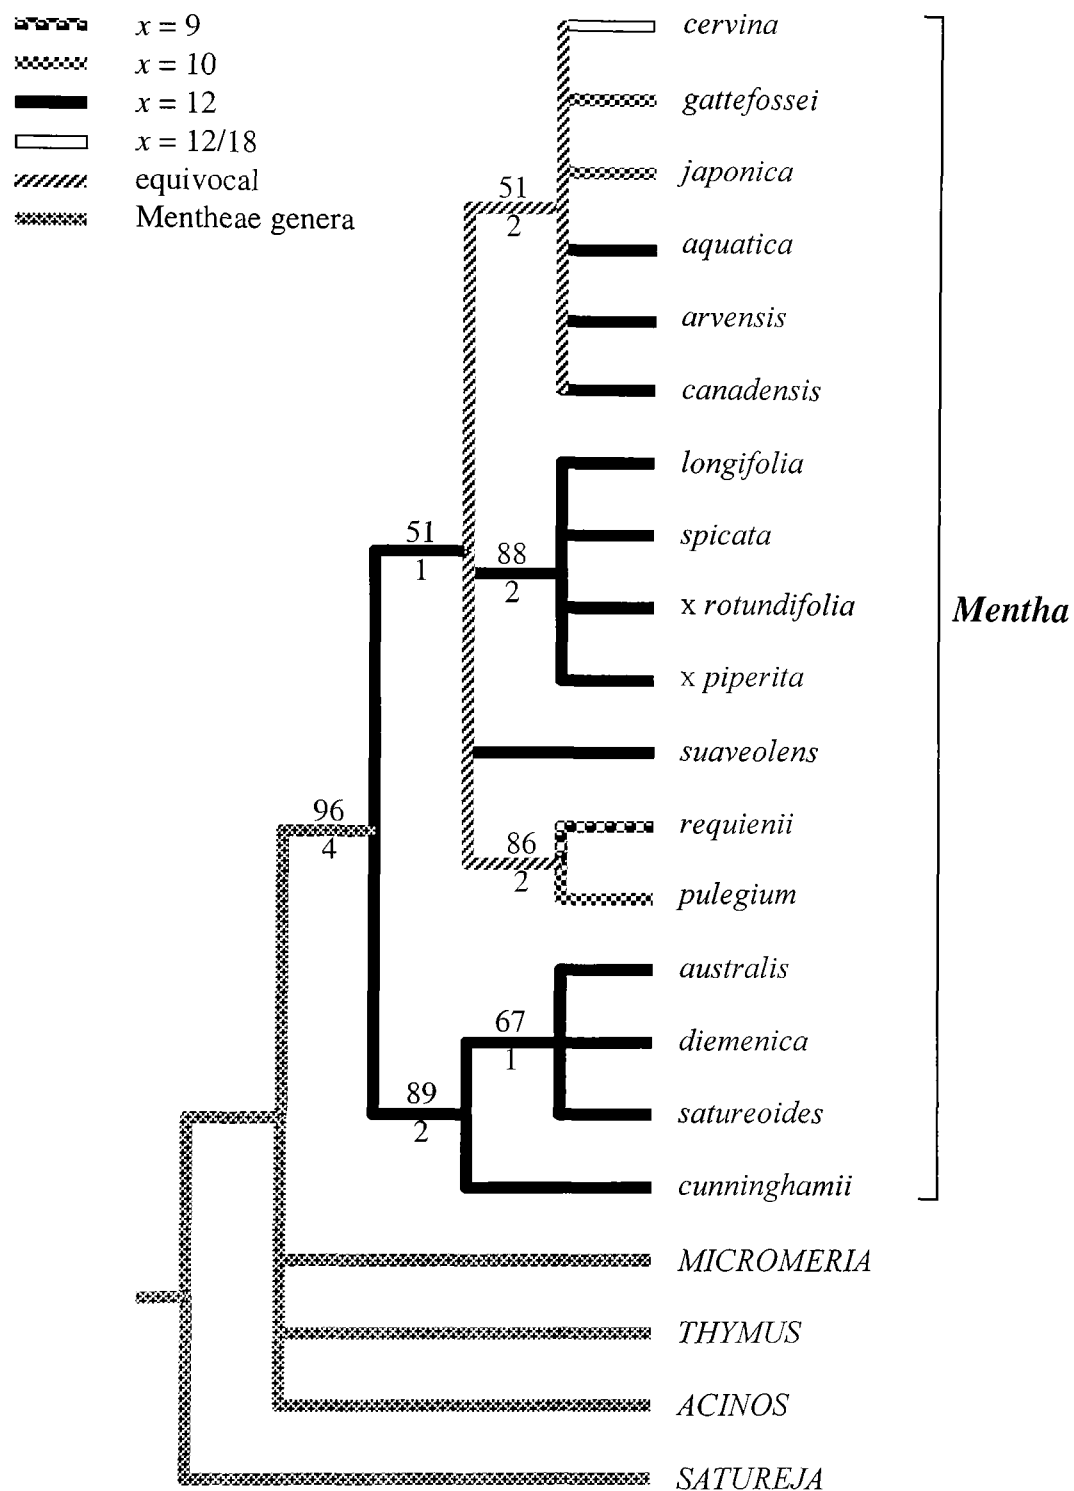 x = 9
x = 10
x = 12
x = 12/18
equivocal
Mentheae genera
cervina
gattefossei
japonica
51
2
aquatica
arvensis
canadensis
longifolia
51
1
88
2
spicata
x rotundifolia
Mentha
x piperita
suaveolens
96
4
requienii
86
2
pulegium
australis
67
1
diemenica
89
2
satureoides
cunninghamii
MICROMERIA
THYMUS
ACINOS
SATUREJA